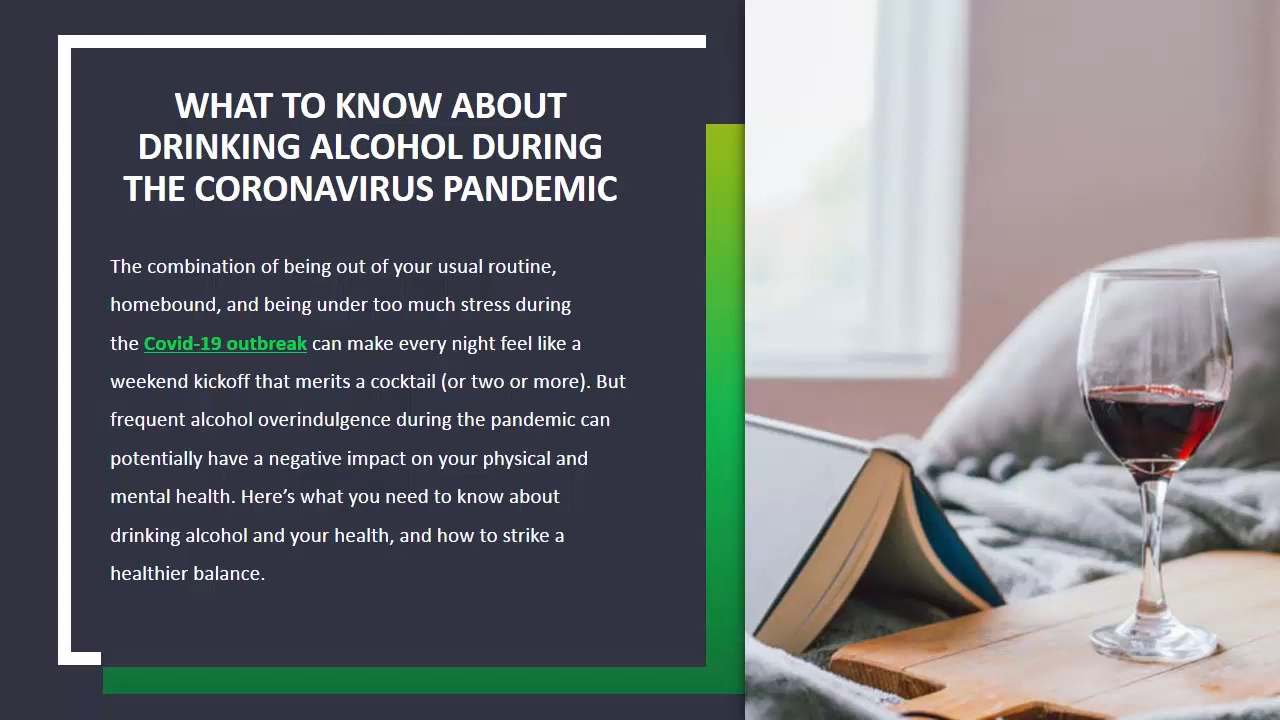 WHAT TO KNOW ABOUT
DRINKING ALCOHOL DURING
THE CORONAVIRUS PANDEMIC
The combination of being out of your usual routine,
homebound, and being under too much stress during
the Covid-19 outbreak can make every night feel like a
weekend kickoff that merits a cocktail (or two or more). But
frequent alcohol overindulgence during the pandemic can
potentially have a negative impact on your physical and
mental health. Here’s what you need to know about
drinking alcohol and your health, and how to strike a
healthier balance.